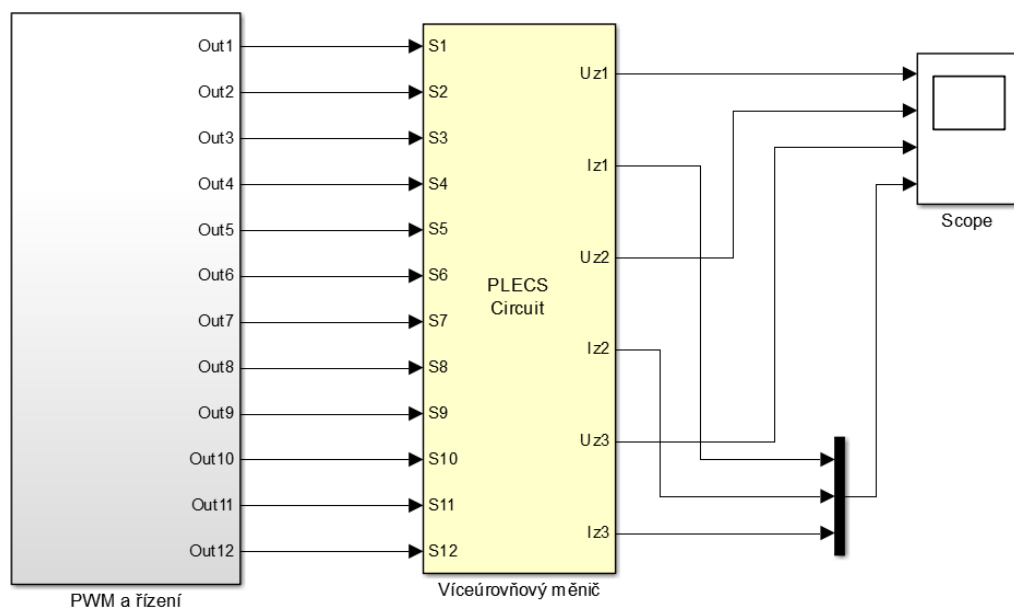 Out1
Out2
Out3
Out4
Out5
Out6
Out7
Out8
Out9
Out10
Out11
Out12
PWM a řízení
S1
S2
S3
S4
S5
S6
S7
S8
S9
S10
S11
S12
PLECS
Circuit
Uz1
Iz1
Uz2
Iz2
Uz3
Iz3
Víceúrovňový měnič
Scope